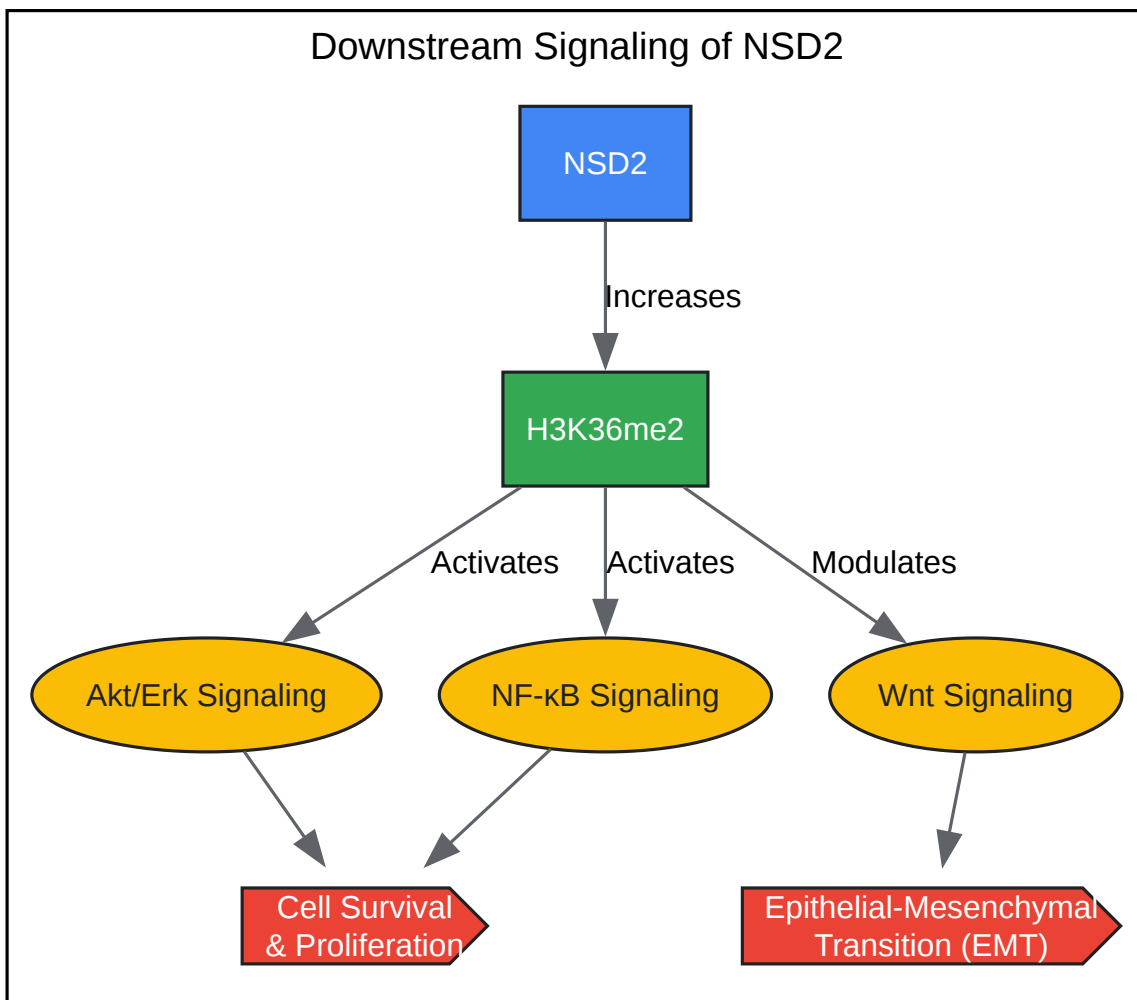 Downstream Signaling of NSD2
NSD2
Increases
H3K36me2
Activates
Activates
Modulates
Akt/Erk Signaling
NF-κB Signaling
Wnt Signaling
Cell Survival
& Proliferation
Epithelial-Mesenchymal
Transition (EMT)